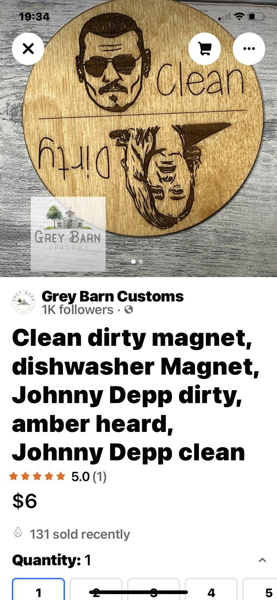 19:34
Clean
Dirty
GREY BARN
DESIGNS
Grey Barn Customs
1K followers ·
Clean dirty magnet,
dishwasher Magnet,
Johnny Depp dirty,
amber heard,
Johnny Depp clean
5.0 (1)
$6
131 sold recently
Quantity: 1
1 2 3 4 5